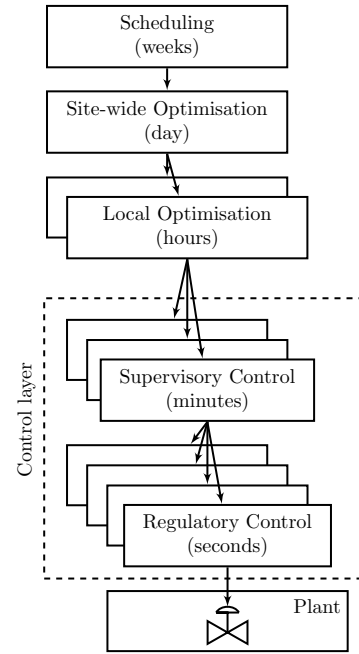 Scheduling
(weeks)
Site-wide Optimisation
(day)
Local Optimisation
(hours)
Control layer
Supervisory Control
(minutes)
Regulatory Control
(seconds)
Plant